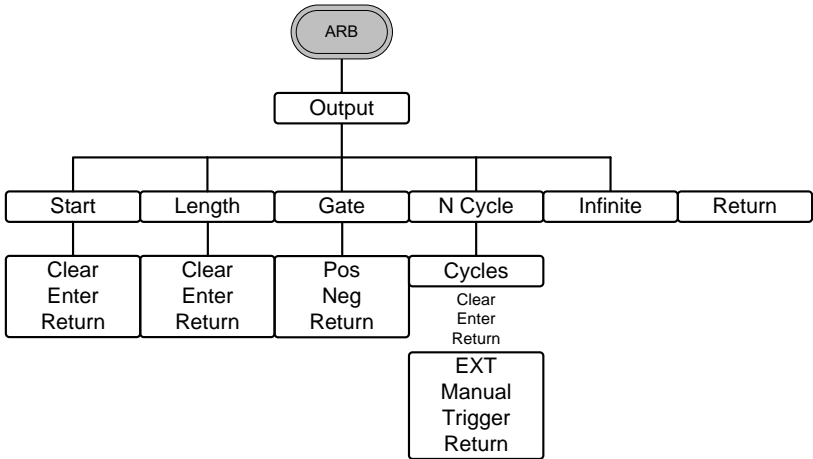 ARB
Output
Start
Length
Gate
N Cycle
Infinite
Return
Clear
Enter
Return
Clear
Enter
Return
Pos
Neg
Return
Cycles
Clear
Enter
Return
EXT
Manual
Trigger
Return